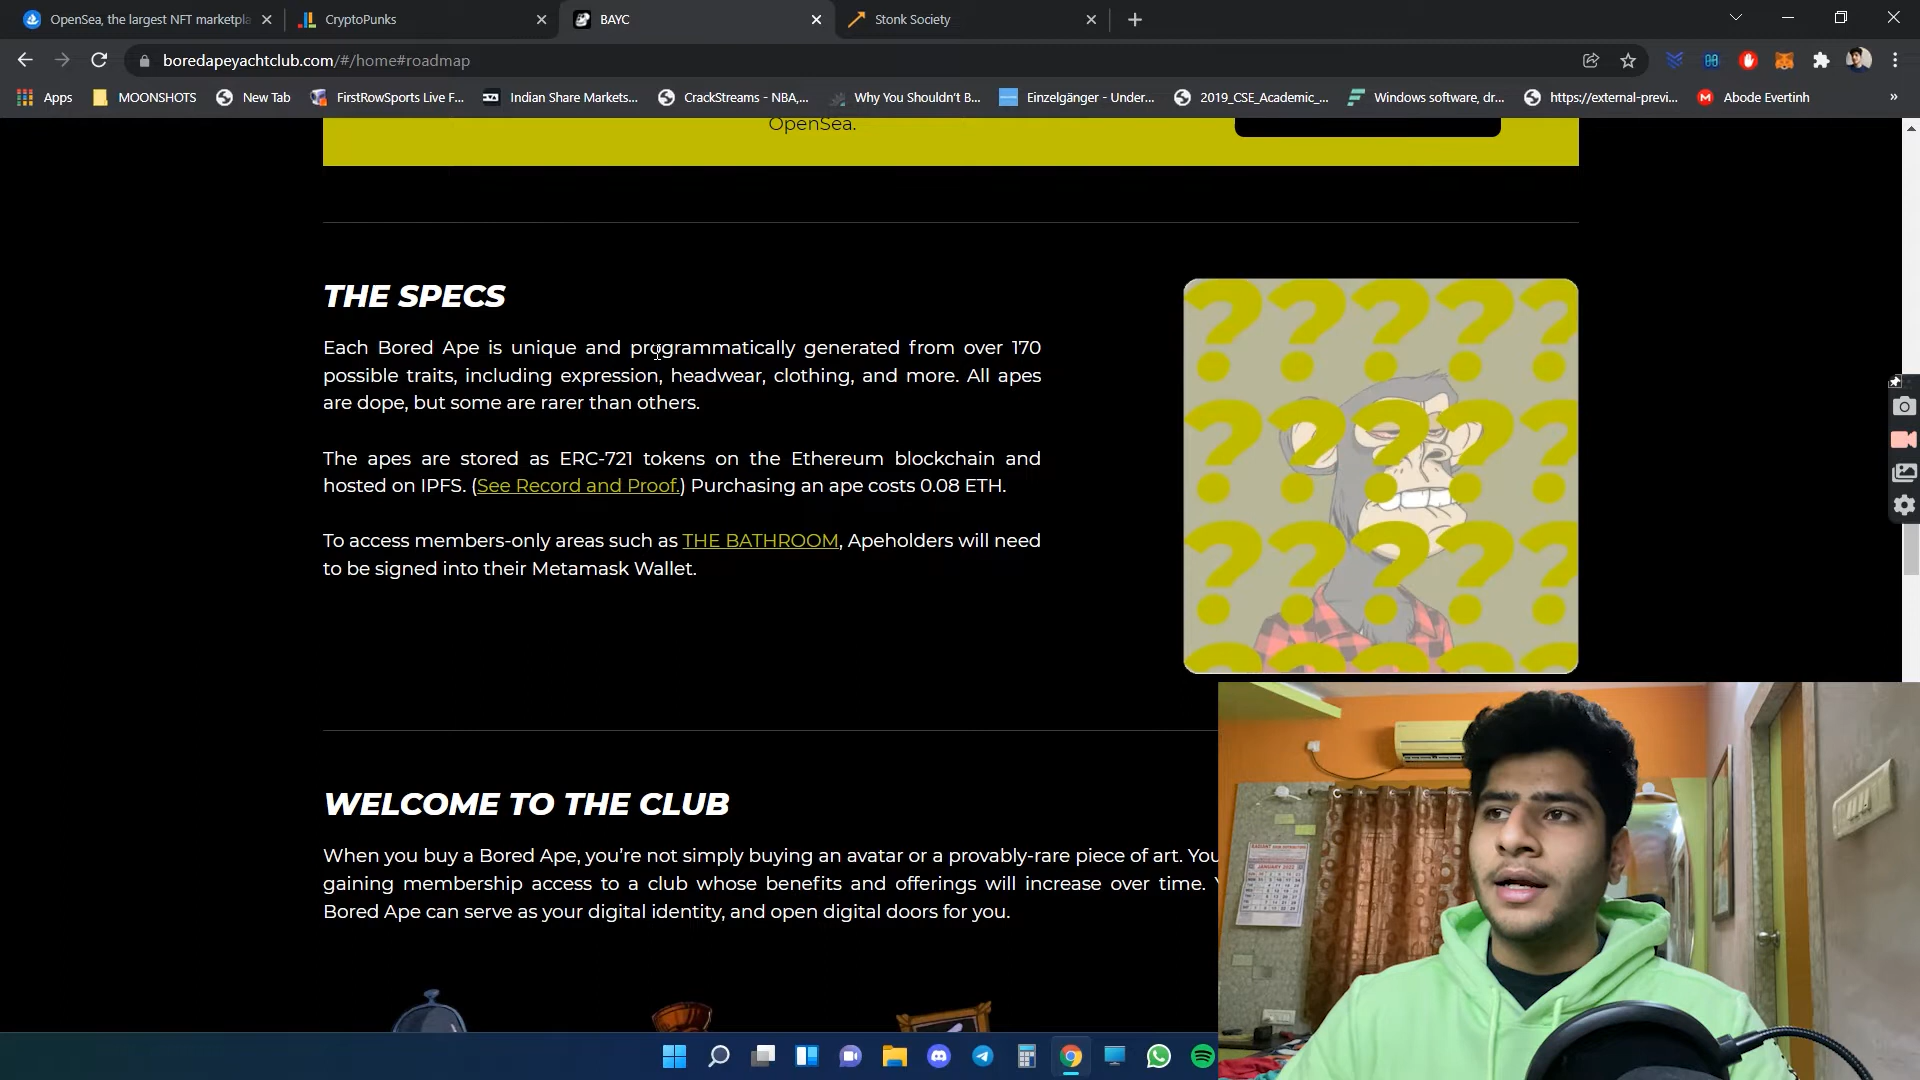 OpenSea, the largest NFT marketpla
CryptoPunks
BAYC
Stonk Society
boredapeyachtclub.com/#/home#roadmap
Apps
MOONSHOTS
New Tab
FirstRowSports Live F...
Indian Share Markets...
CrackStreams - NBA,...
Why You Shouldn't B...
Einzelgänger - Under...
2019_CSE_Academic_...
Windows software, dr...
https://external-previ...
Abode Evertinh
»
OpenSea.
THE SPECS
Each Bored Ape is unique and programmatically generated from over 170
possible traits, including expression, headwear, clothing, and more. All apes
are dope, but some are rarer than others.
The apes are stored as ERC-721 tokens on the Ethereum blockchain and
hosted on IPFS. (See Record and Proof.) Purchasing an ape costs 0.08 ETH.
To access members-only areas such as THE BATHROOM, Apeholders will need
to be signed into their Metamask Wallet.
? ? ? ? ?
? ? ? ? ?
? ? ? ? ?
WELCOME TO THE CLUB
When you buy a Bored Ape, you're not simply buying an avatar or a provably-rare piece of art. You
gaining membership access to a club whose benefits and offerings will increase over time.
Bored Ape can serve as your digital identity, and open digital doors for you.
JANUARY 2022